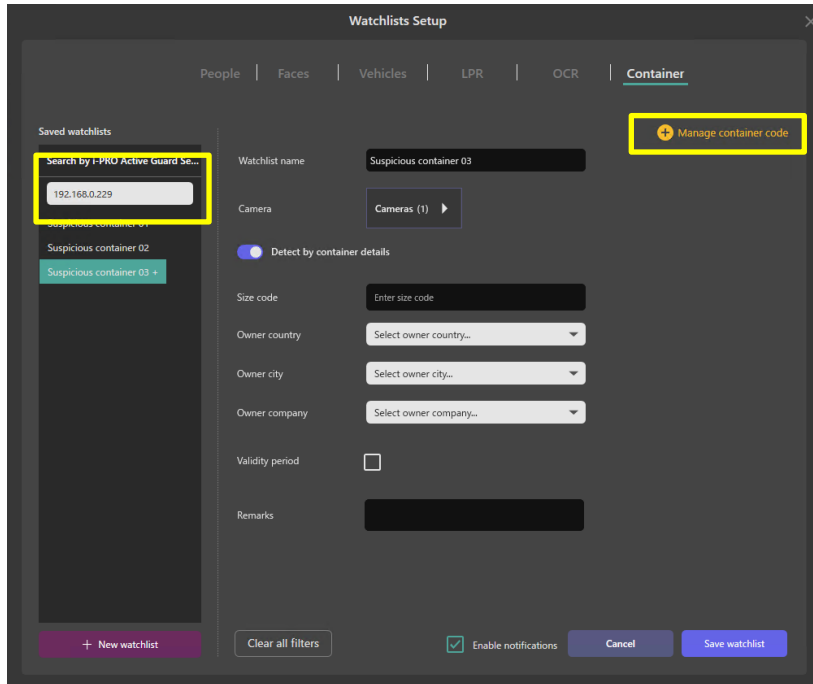 Watchlists Setup
People
Faces
Vehicles
LPR
OCR
Container
Saved watchlists
Manage container code
Search by i-PRO Active Guard Se...
192.168.0.229
Suspicious container 01
Suspicious container 02
Suspicious container 03 +
Watchlist name
Suspicious container 03
Camera
Cameras (1)
Detect by container details
Size code
Enter size code
Owner country
Select owner country...
Owner city
Select owner city...
Owner company
Select owner company...
Validity period
Remarks
+ New watchlist
Clear all filters
Enable notifications
Cancel
Save watchlist